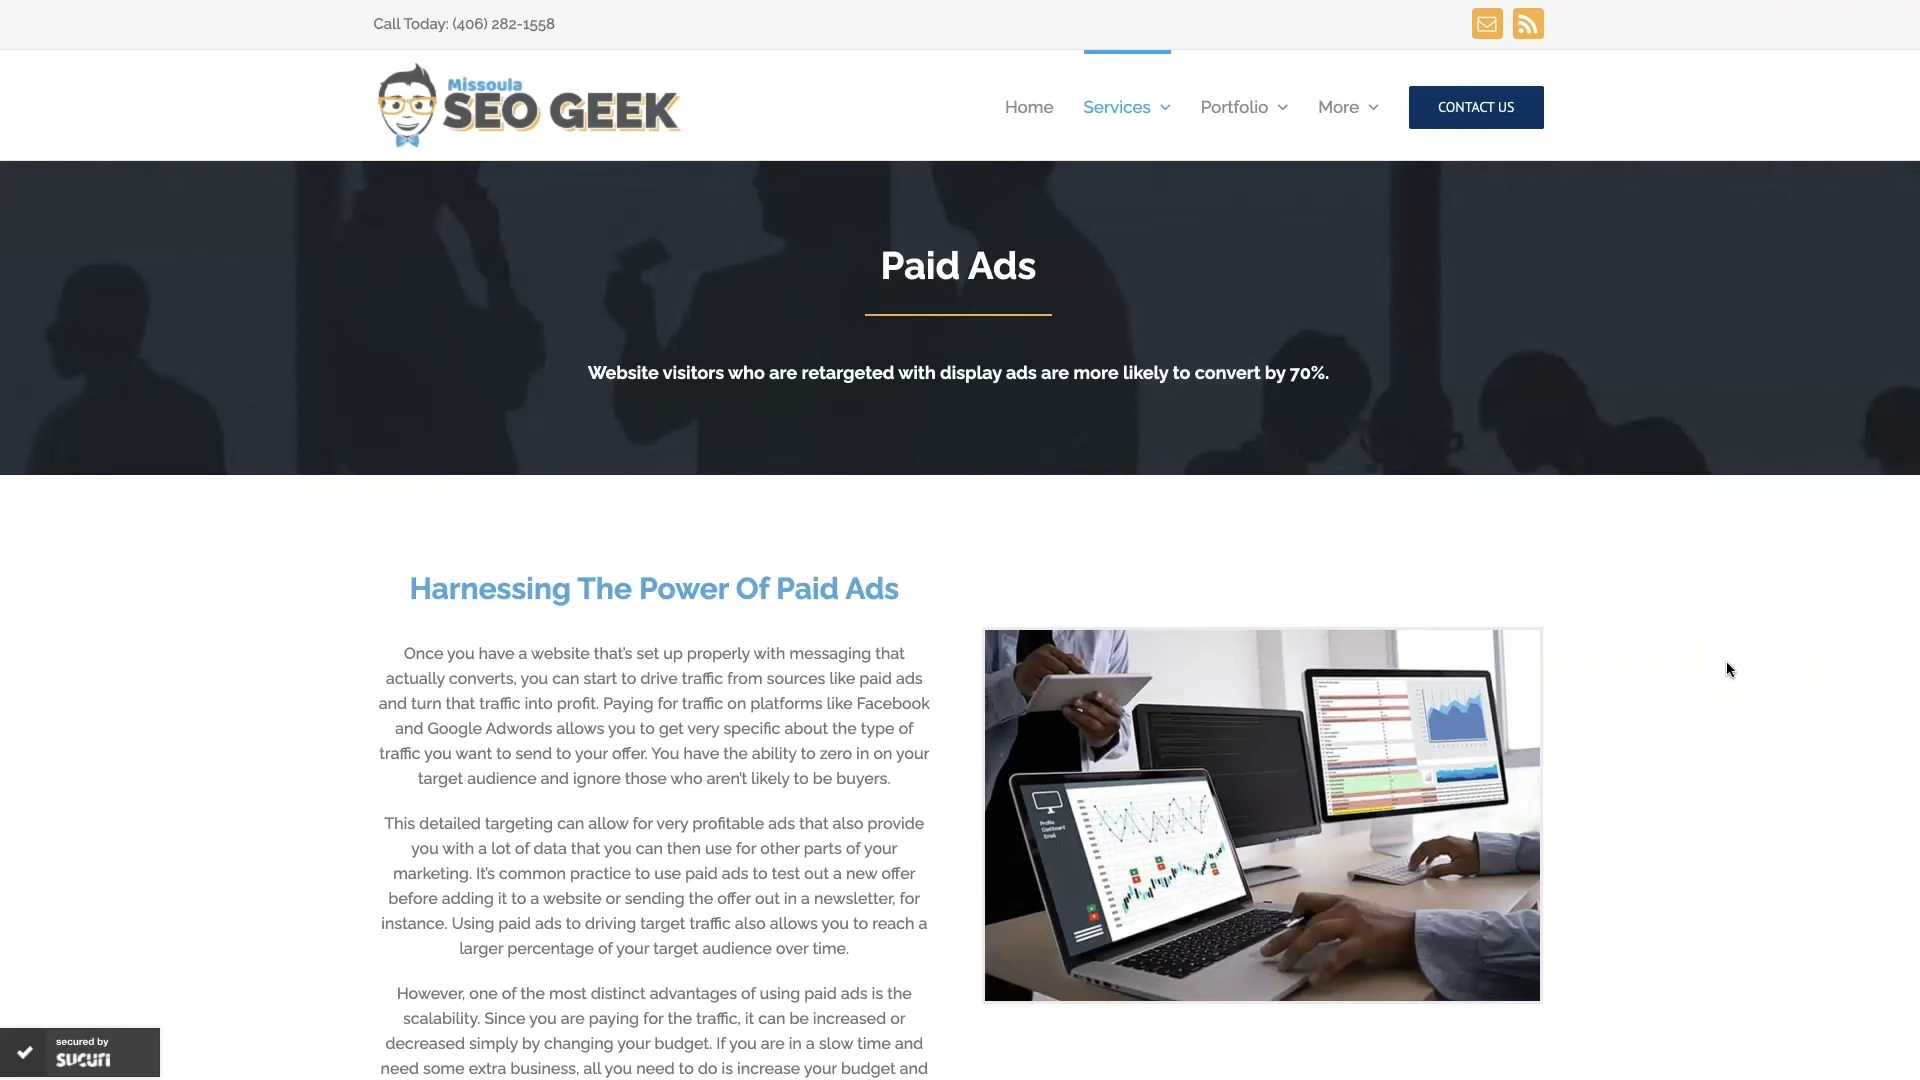 Call Today: (406) 282-1558
Missoula
SEO GEEK
Home
Services
Portfolio
More
CONTACT US
Paid Ads
Website visitors who are retargeted with display ads are more likely to convert by 70%.
Harnessing The Power Of Paid Ads
Once you have a website that's set up properly with messaging that
actually converts, you can start to drive traffic from sources like paid ads
and turn that traffic into profit. Paying for traffic on platforms like Facebook
and Google Adwords allows you to get very specific about the type of
traffic you want to send to your offer. You have the ability to zero in on your
target audience and ignore those who aren't likely to be buyers.
This detailed targeting can allow for very profitable ads that also provide
you with a lot of data that you can then use for other parts of your
marketing. It's common practice to use paid ads to test out a new offer
before adding it to a website or sending the offer out in a newsletter, for
instance. Using paid ads to driving target traffic also allows you to reach a
larger percentage of your target audience over time.
However, one of the most distinct advantages of using paid ads is the
scalability. Since you are paying for the traffic, it can be increased or
decreased simply by changing your budget. If you are in a slow time and
need some extra business, all you need to do is increase your budget and
Profile
Dashboard
Email
secured by
sucuri